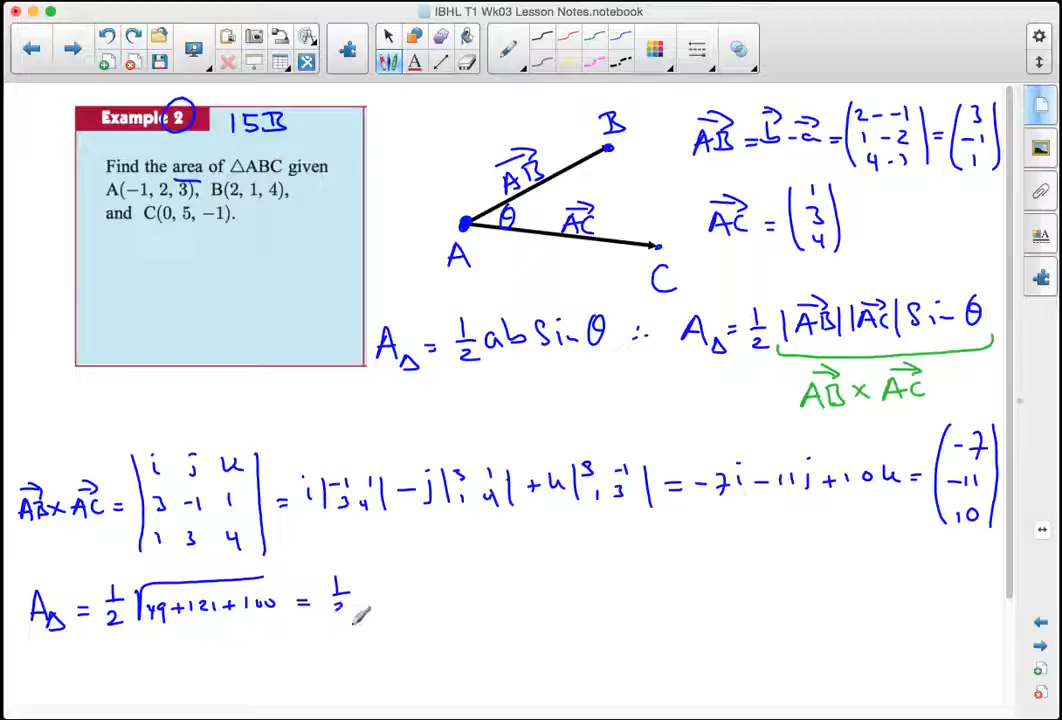 IBHL T1 Wk03 Lesson Notes.notebook
Example 2 15B
Find the area of △ABC given
A(−1, 2, 3), B(2, 1, 4),
and C(0, 5, −1).
B
AB
θ
AC
A
C
AB = b - a = (2 - -1, 1 - 2, 4 - 3) = (3, -1, 1)
AC = (1, 3, 4)
A△ = 1/2 ab Sin θ ∴ A△ = 1/2 |AB||AC| Sin θ
AB × AC
AB × AC = |i j k; 3 -1 1; 1 3 4| = i|-1 1; 3 4| - j|3 1; 1 4| + k|3 -1; 1 3| = -7i - 11j + 10k = (-7, -11, 10)
A△ = 1/2 √49+121+100 = 1/2